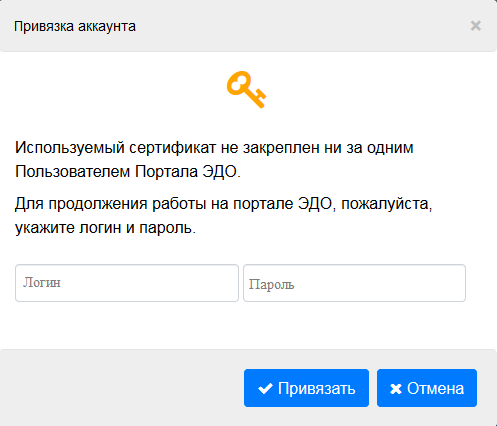 Привязка аккаунта
Используемый сертификат не закреплен ни за одним
Пользователем Портала ЭДО.
Для продолжения работы на портале ЭДО, пожалуйста,
укажите логин и пароль.
Логин Пароль
Привязать Отмена